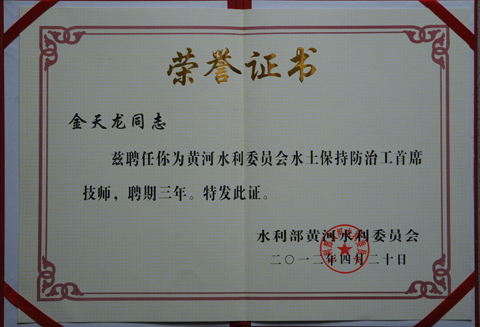 荣誉证书
金天龙同志
兹聘任你为黄河水利委员会水土保持防治工首席
技师，聘期三年。特发此证。
水利部黄河水利委员会
二〇一二年四月二十日